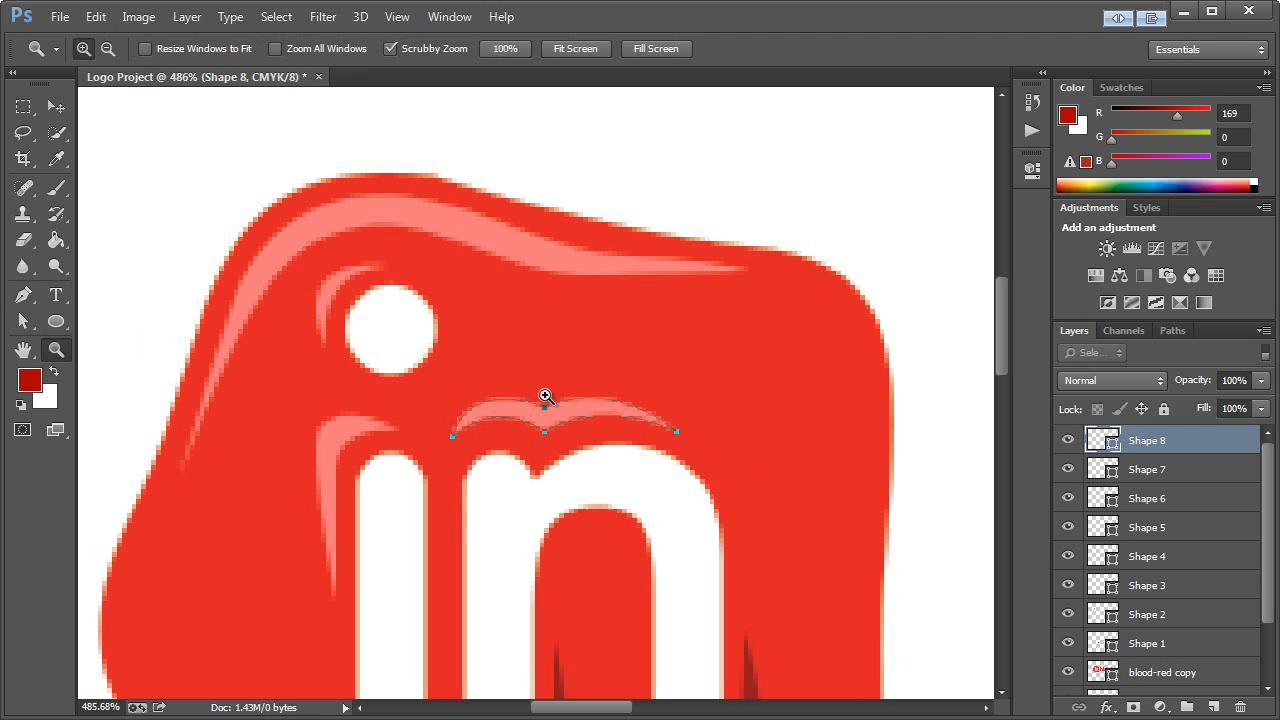 Ps File Edit Image Layer Type Select Filter 3D View Window Help
Resize Windows to Fit Zoom All Windows Scrubby Zoom 100% Fit Screen Fill Screen Essentials
Logo Project @ 486% (Shape 8, CMYK/8) * ×
Color Swatches
R 169
G 0
B 0
Adjustments Styles
Add an adjustment
Layers Channels Paths
Sele...
Normal Opacity: 100%
Lock: Fill: 100%
Shape 8
Shape 7
Shape 6
Shape 5
Shape 4
Shape 3
Shape 2
Shape 1
blood-red copy
485.68% Doc: 1.43M/0 bytes